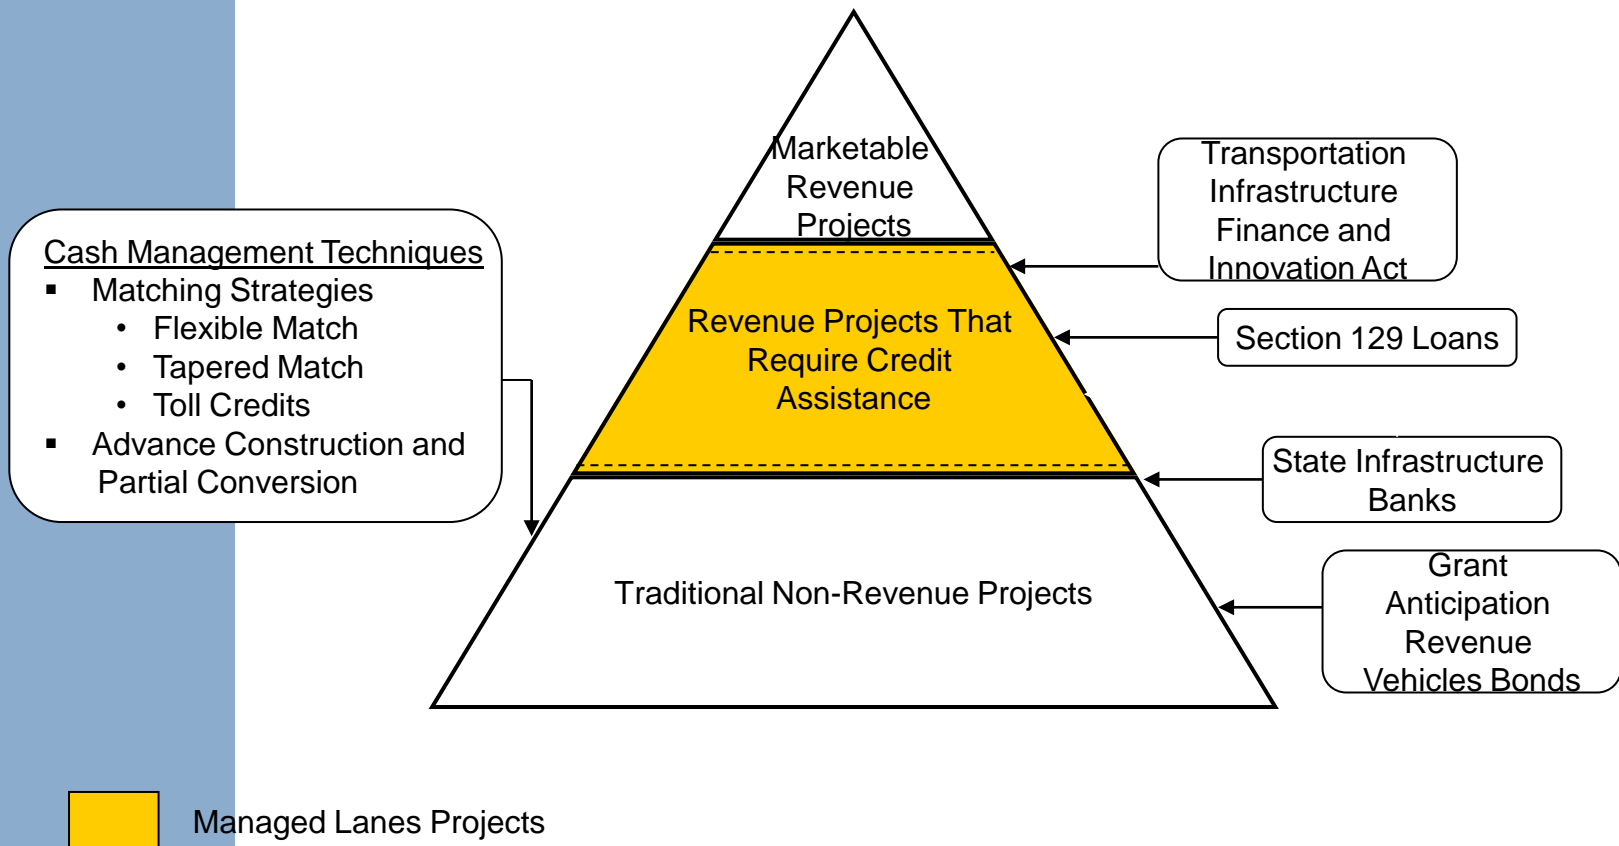 Marketable
Revenue
Projects
Transportation
Infrastructure
Finance and
Innovation Act
Cash Management Techniques
▪ Matching Strategies
• Flexible Match
• Tapered Match
• Toll Credits
▪ Advance Construction and
Partial Conversion
Revenue Projects That
Require Credit
Assistance
Section 129 Loans
State Infrastructure
Banks
Traditional Non-Revenue Projects
Grant
Anticipation
Revenue
Vehicles Bonds
Managed Lanes Projects